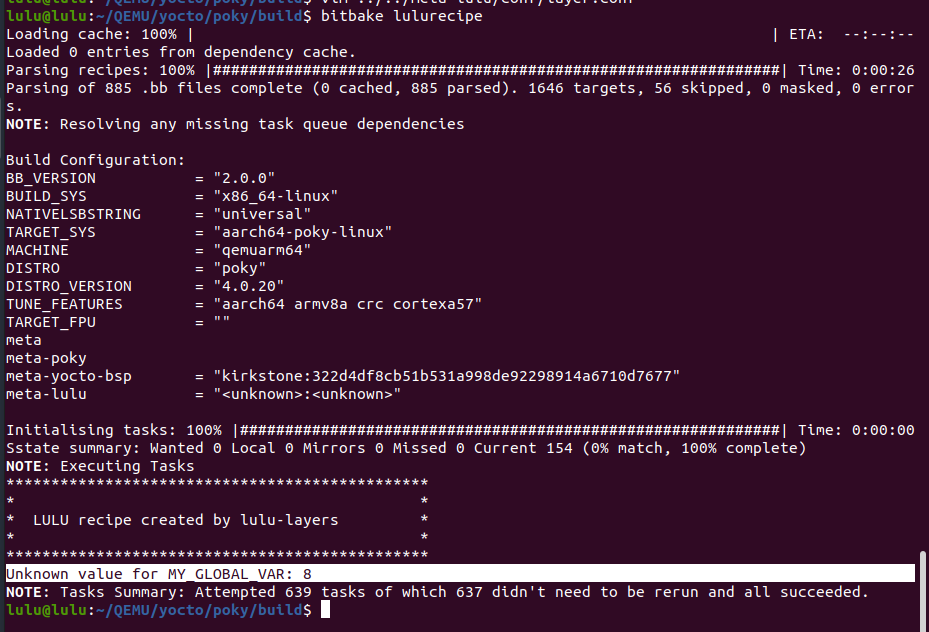 lulu@lulu:~/QEMU/yocto/poky/build$ bitbake lulurecipe
Loading cache: 100% | | ETA:  --:--:--
Loaded 0 entries from dependency cache.
Parsing recipes: 100% |###############################################################| Time: 0:00:26
Parsing of 885 .bb files complete (0 cached, 885 parsed). 1646 targets, 56 skipped, 0 masked, 0 error
s.
NOTE: Resolving any missing task queue dependencies
Build Configuration:
BB_VERSION           = "2.0.0"
BUILD_SYS            = "x86_64-linux"
NATIVELSBSTRING      = "universal"
TARGET_SYS           = "aarch64-poky-linux"
MACHINE              = "qemuarm64"
DISTRO               = "poky"
DISTRO_VERSION       = "4.0.20"
TUNE_FEATURES        = "aarch64 armv8a crc cortexa57"
TARGET_FPU           = ""
meta
meta-poky
meta-yocto-bsp       = "kirkstone:322d4df8cb51b531a998de92298914a6710d7677"
meta-lulu            = "<unknown>:<unknown>"
Initialising tasks: 100% |############################################################| Time: 0:00:00
Sstate summary: Wanted 0 Local 0 Mirrors 0 Missed 0 Current 154 (0% match, 100% complete)
NOTE: Executing Tasks
***********************************************
*                                             *
*  LULU recipe created by lulu-layers         *
*                                             *
***********************************************
Unknown value for MY_GLOBAL_VAR: 8
NOTE: Tasks Summary: Attempted 639 tasks of which 637 didn't need to be rerun and all succeeded.
lulu@lulu:~/QEMU/yocto/poky/build$